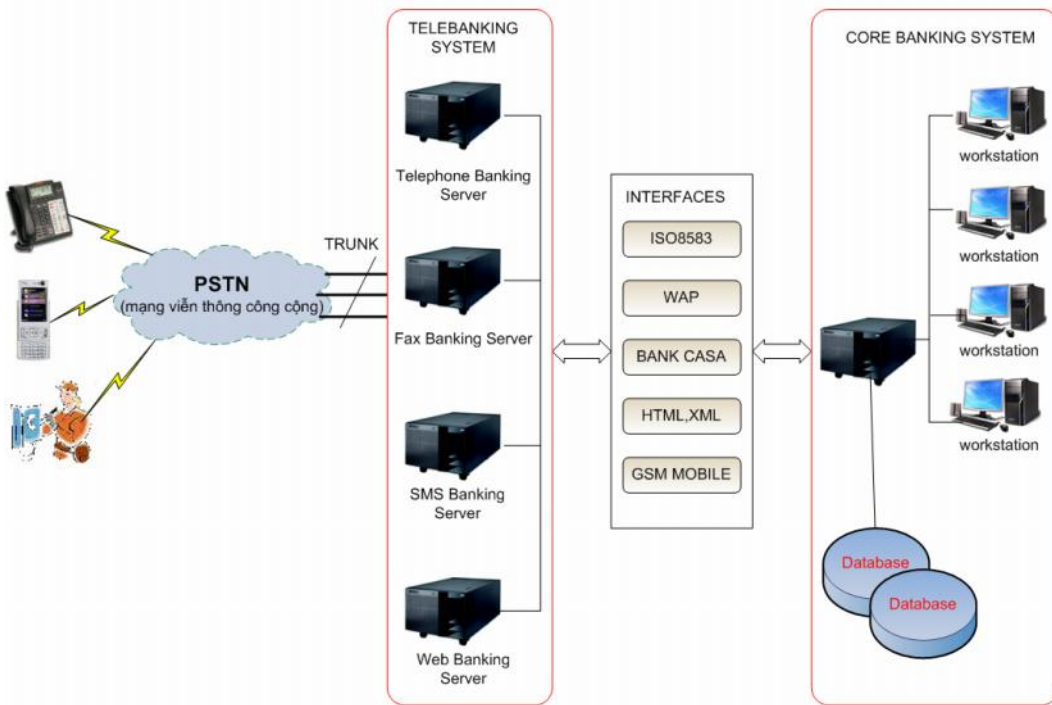 TELEBANKING
SYSTEM
Telephone Banking
Server
Fax Banking Server
SMS Banking
Server
Web Banking
Server
PSTN
(mạng viễn thông công cộng)
TRUNK
INTERFACES
ISO8583
WAP
BANK CASA
HTML,XML
GSM MOBILE
CORE BANKING SYSTEM
workstation
workstation
workstation
workstation
Database
Database